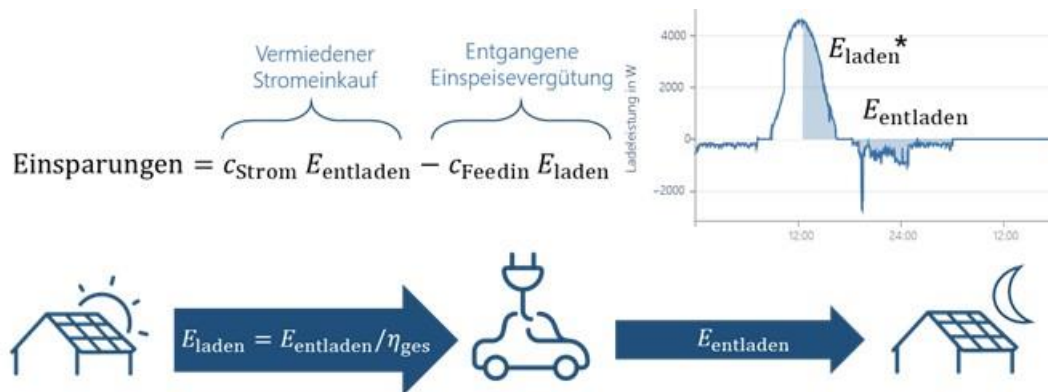 Vermiedener
Stromeinkauf
Entgangene
Einspeisevergütung
Einsparungen = c_Strom E_entladen − c_Feedin E_laden
Ladeleistung in W
4000
2000
0
−2000
E_laden*
E_entladen
12:00 24:00 12:00
E_laden = E_entladen/η_ges
E_entladen